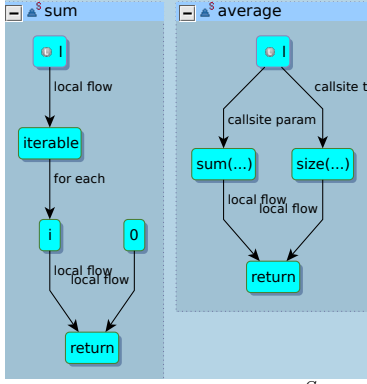 sum
l
local flow
iterable
for each
i
0
local flow
local flow
return
average
l
callsite param
callsite
sum(...)
size(...)
local flow
local flow
return